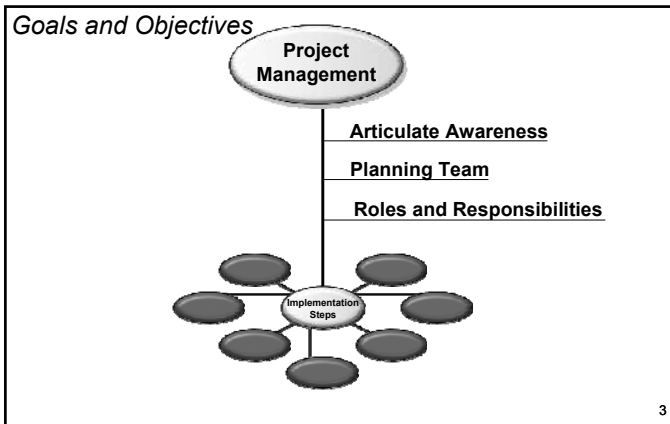 Goals and Objectives
Project
Management
Articulate Awareness
Planning Team
Roles and Responsibilities
Implementation
Steps
3